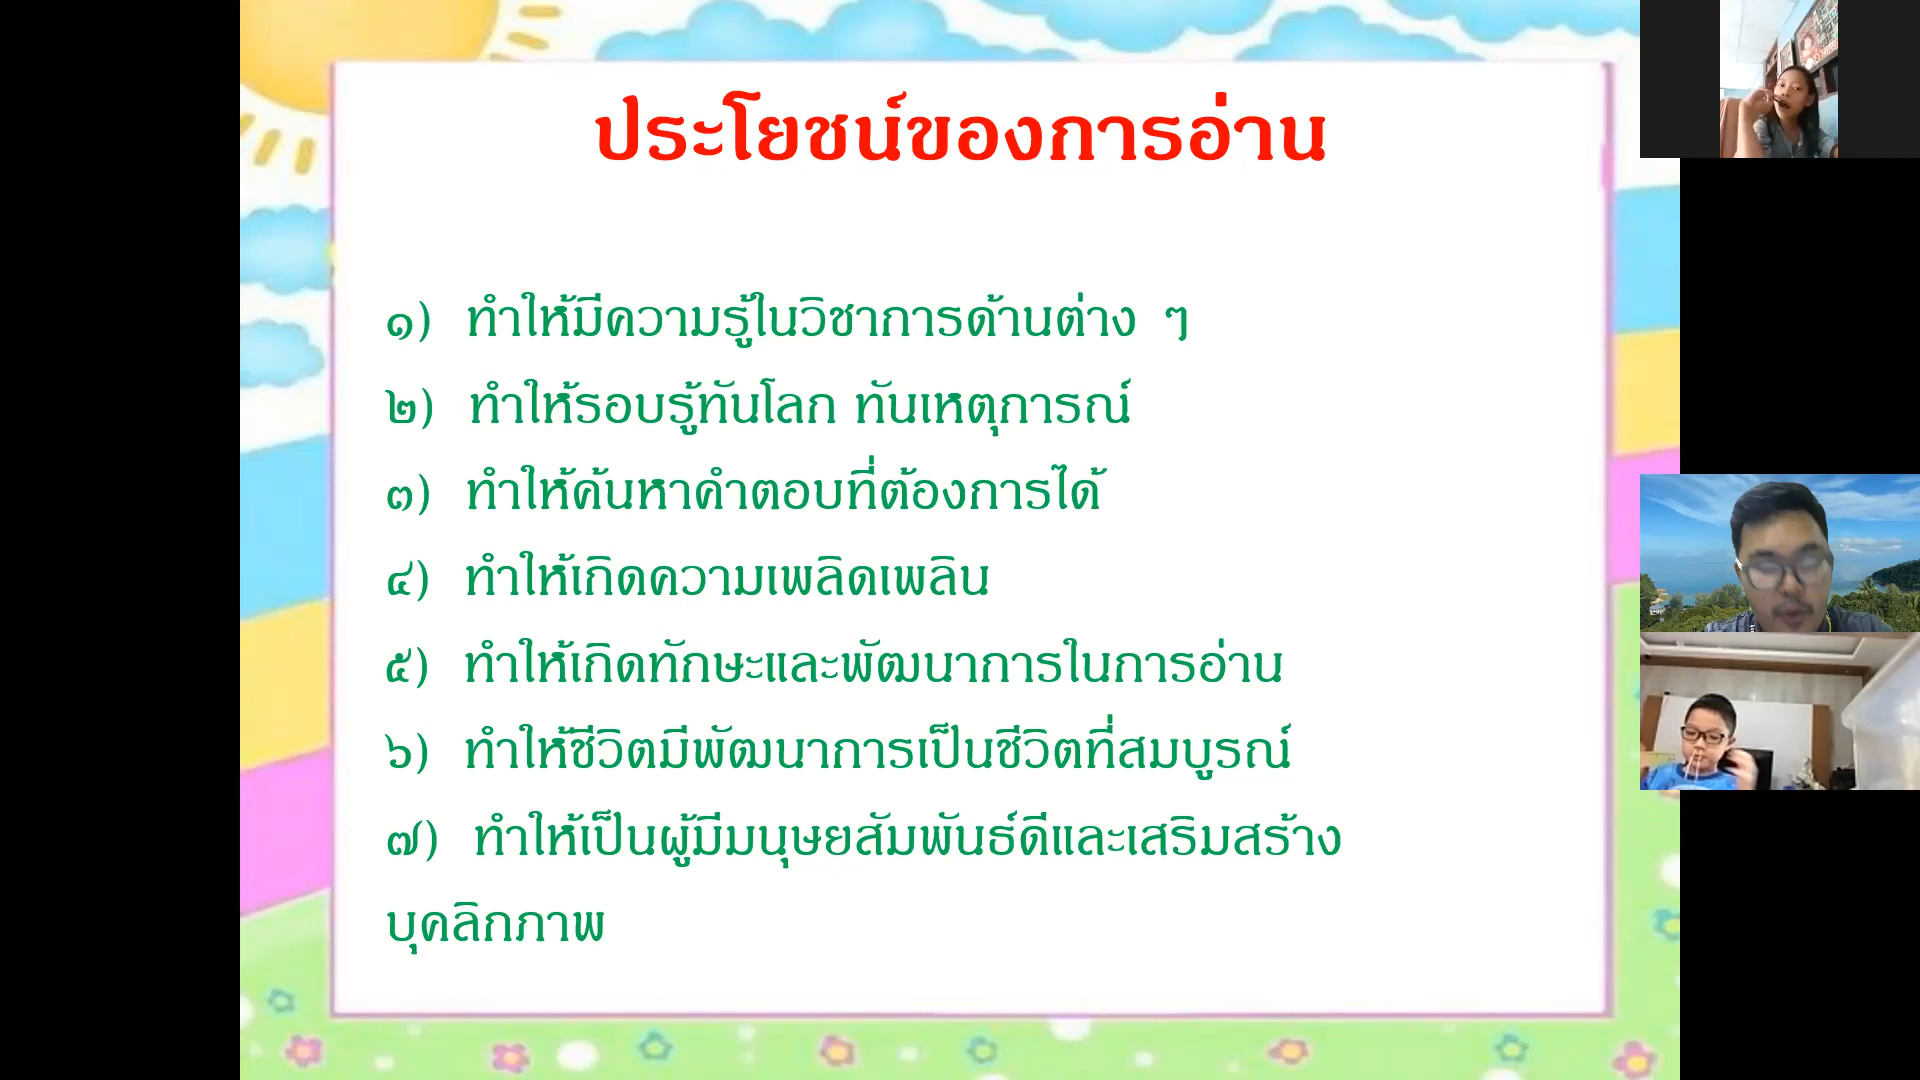 ประโยชน์ของการอ่าน
๑) ทำให้มีความรู้ในวิชาการด้านต่าง ๆ
๒) ทำให้รอบรู้ทันโลก ทันเหตุการณ์
๓) ทำให้ค้นหาคำตอบที่ต้องการได้
๔) ทำให้เกิดความเพลิดเพลิน
๕) ทำให้เกิดทักษะและพัฒนาการในการอ่าน
๖) ทำให้ชีวิตมีพัฒนาการเป็นชีวิตที่สมบูรณ์
๗) ทำให้เป็นผู้มีมนุษยสัมพันธ์ดีและเสริมสร้าง
บุคลิกภาพ